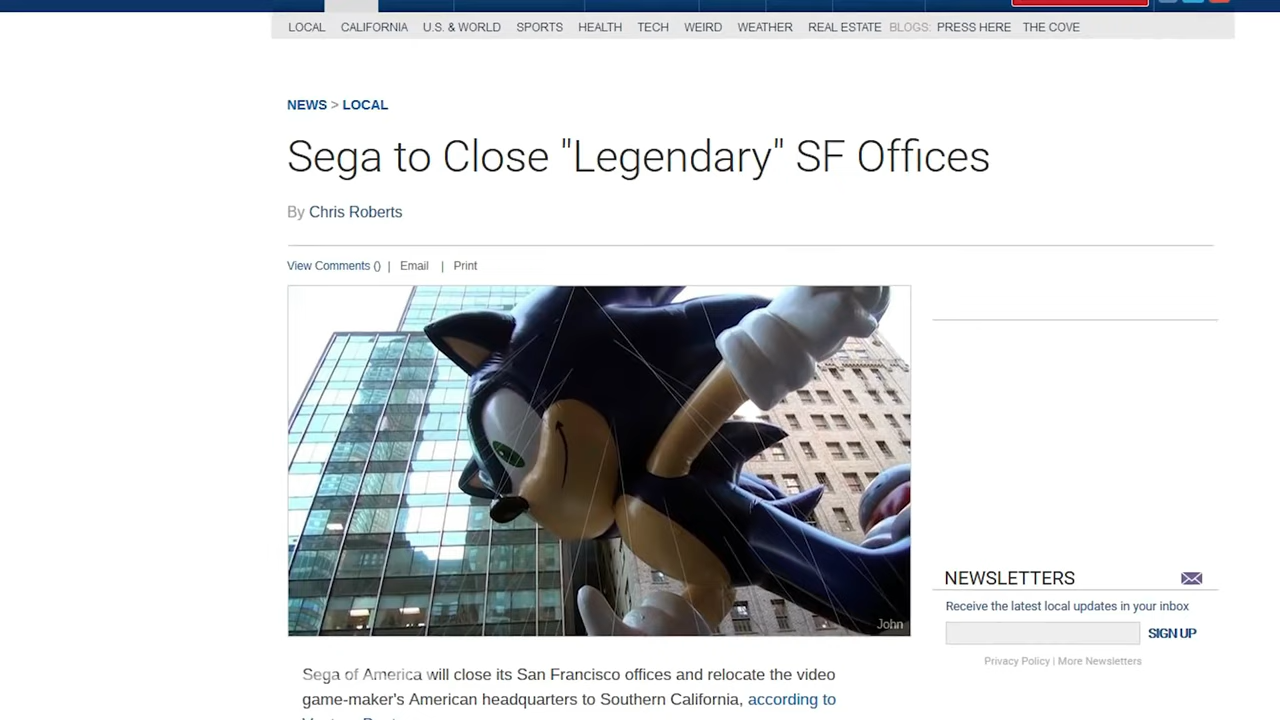 LOCAL CALIFORNIA U.S. & WORLD SPORTS HEALTH TECH WEIRD WEATHER REAL ESTATE BLOGS: PRESS HERE THE COVE
NEWS > LOCAL
Sega to Close "Legendary" SF Offices
By Chris Roberts
View Comments () | Email | Print
John
NEWSLETTERS
Receive the latest local updates in your inbox
SIGN UP
Privacy Policy | More Newsletters
Sega of America will close its San Francisco offices and relocate the video
game-maker's American headquarters to Southern California, according to